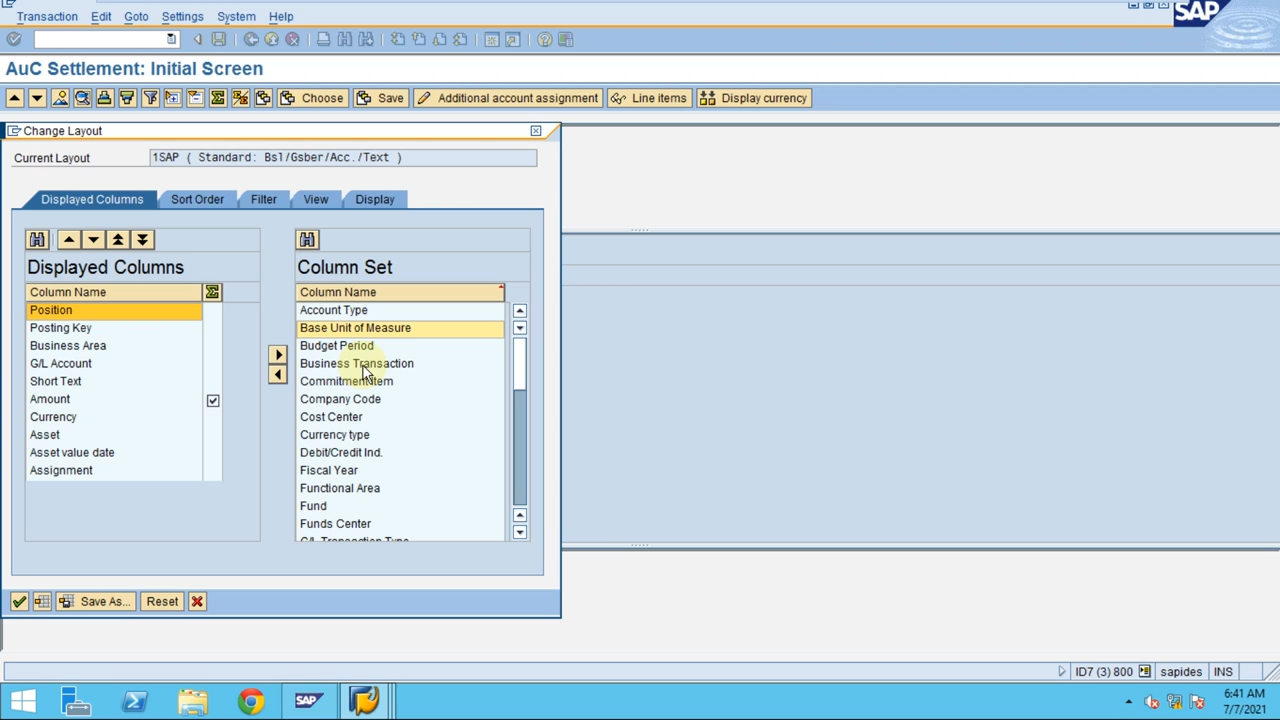 Transaction Edit Goto Settings System Help
SAP
AuC Settlement: Initial Screen
Choose Save Additional account assignment Line items Display currency
Change Layout
Current Layout 1SAP ( Standard: Bsl/Gsber/Acc./Text )
Displayed Columns Sort Order Filter View Display
Displayed Columns
Column Name
Position
Posting Key
Business Area
G/L Account
Short Text
Amount
Currency
Asset
Asset value date
Assignment
Column Set
Column Name
Account Type
Base Unit of Measure
Budget Period
Business Transaction
Commitment Item
Company Code
Cost Center
Currency type
Debit/Credit Ind.
Fiscal Year
Functional Area
Fund
Funds Center
G/L Transaction Type
Save As... Reset
ID7 (3) 800 sapides INS
SAP
6:41 AM
7/7/2021